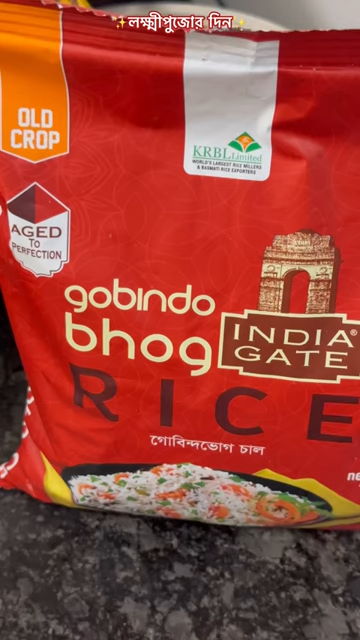 ✨লক্ষ্মীপুজোর দিন✨
OLD
CROP
KRBL Limited
WORLD'S LARGEST RICE MILLERS
& BASMATI RICE EXPORTERS
AGED
TO
PERFECTION
gobindo
bhog
INDIA®
GATE
RICE
গোবিন্দভোগ চাল